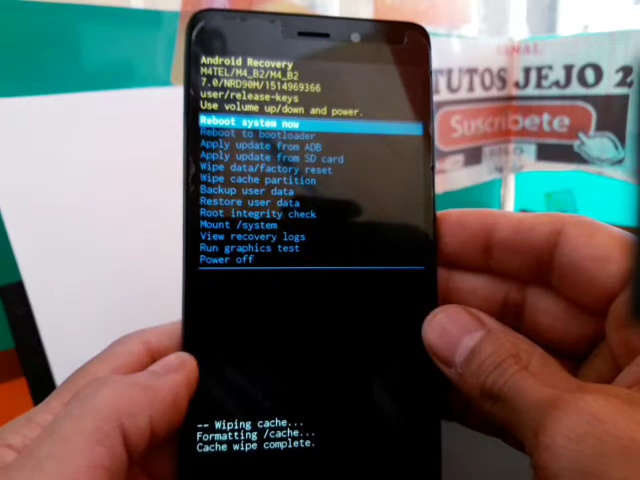 Android Recovery
M4TEL/M4_B2/M4_B2
7.0/NRD90M/1514969366
user/release-keys
Use volume up/down and power.
Reboot system now
Reboot to bootloader
Apply update from ADB
Apply update from SD card
Wipe data/factory reset
Wipe cache partition
Backup user data
Restore user data
Root integrity check
Mount /system
View recovery logs
Run graphics test
Power off
-- Wiping cache...
Formatting /cache...
Cache wipe complete.
CANAL
TUTOS JEJO 2
Suscribete